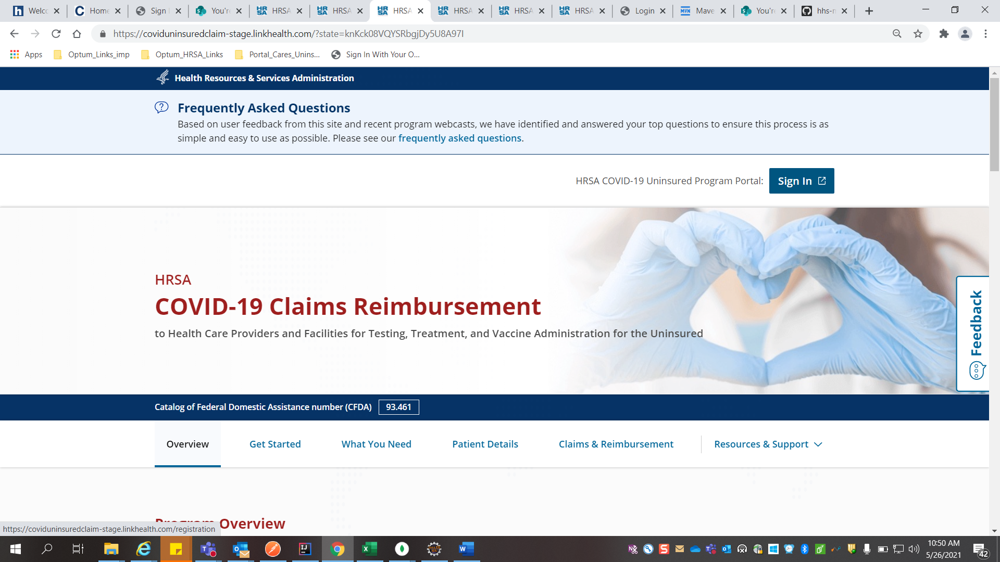 Welc
Home
Sign
You'r
HRSA
HRSA
HRSA
HRSA
HRSA
HRSA
Login
Mave
You're
hhs-n
https://coviduninsuredclaim-stage.linkhealth.com/?state=knKck08VQYSRbgjDy5U8A97I
Apps
Optum_Links_imp
Optum_HRSA_Links
Portal_Cares_Unins...
Sign In With Your O...
Health Resources & Services Administration
Frequently Asked Questions
Based on user feedback from this site and recent program webcasts, we have identified and answered your top questions to ensure this process is as
simple and easy to use as possible. Please see our frequently asked questions.
HRSA COVID-19 Uninsured Program Portal: Sign In
HRSA
COVID-19 Claims Reimbursement
to Health Care Providers and Facilities for Testing, Treatment, and Vaccine Administration for the Uninsured
Feedback
Catalog of Federal Domestic Assistance number (CFDA) 93.461
Overview
Get Started
What You Need
Patient Details
Claims & Reimbursement
Resources & Support
Program Overview
https://coviduninsuredclaim-stage.linkhealth.com/registration
10:50 AM
5/26/2021
42